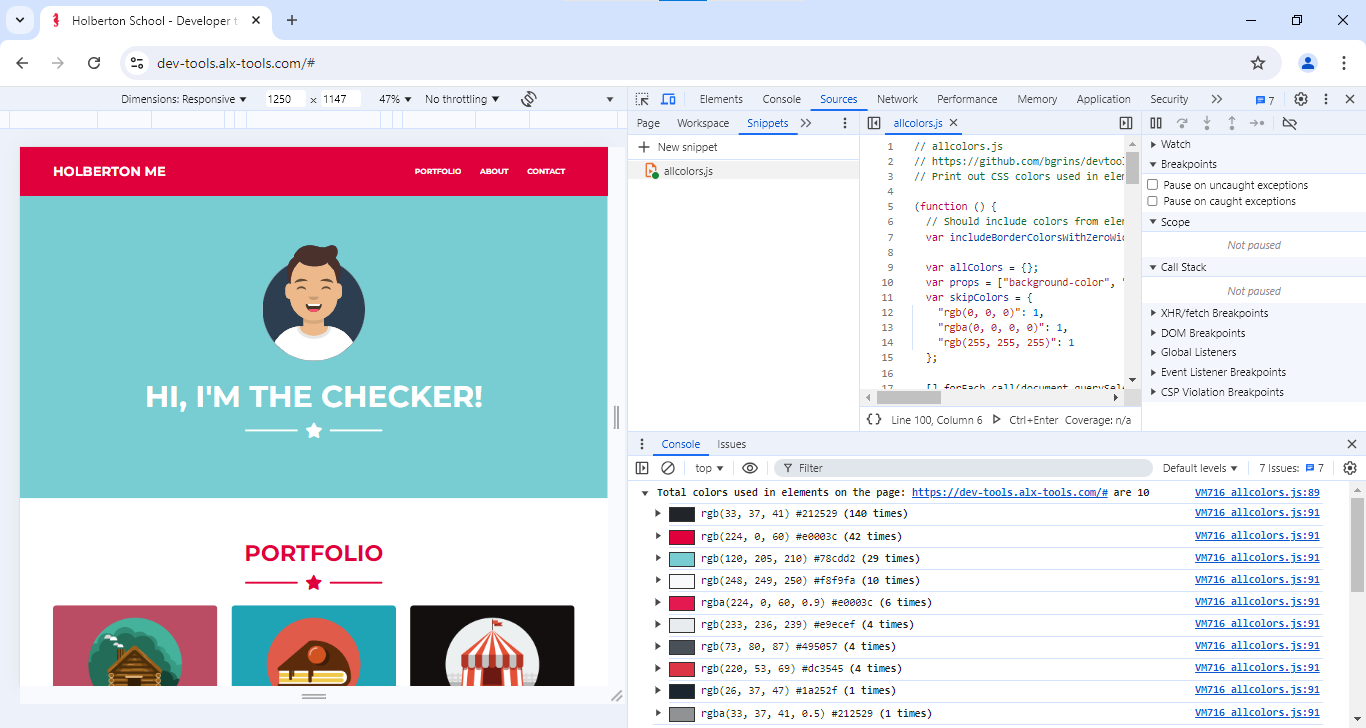 Holberton School - Developer t
dev-tools.alx-tools.com/#
Dimensions: Responsive 1250 × 1147 47% No throttling
HOLBERTON ME PORTFOLIO ABOUT CONTACT
HI, I'M THE CHECKER!
PORTFOLIO
Elements Console Sources Network Performance Memory Application Security 7
Page Workspace Snippets
New snippet
allcolors.js
allcolors.js
1 // allcolors.js
2 // https://github.com/bgrins/devtool
3 // Print out CSS colors used in elem
4
5 (function () {
6 // Should include colors from elem
7 var includeBorderColorsWithZeroWid
8
9 var allColors = {};
10 var props = ["background-color", "
11 var skipColors = {
12 "rgb(0, 0, 0)": 1,
13 "rgba(0, 0, 0, 0)": 1,
14 "rgb(255, 255, 255)": 1
15 };
16
17 [].forEach.call(document.querySele
Line 100, Column 6 Ctrl+Enter Coverage: n/a
Watch
Breakpoints
Pause on uncaught exceptions
Pause on caught exceptions
Scope
Not paused
Call Stack
Not paused
XHR/fetch Breakpoints
DOM Breakpoints
Global Listeners
Event Listener Breakpoints
CSP Violation Breakpoints
Console Issues
top Filter Default levels 7 Issues: 7
Total colors used in elements on the page: https://dev-tools.alx-tools.com/# are 10 VM716 allcolors.js:89
rgb(33, 37, 41) #212529 (140 times) VM716 allcolors.js:91
rgb(224, 0, 60) #e0003c (42 times) VM716 allcolors.js:91
rgb(120, 205, 210) #78cdd2 (29 times) VM716 allcolors.js:91
rgb(248, 249, 250) #f8f9fa (10 times) VM716 allcolors.js:91
rgba(224, 0, 60, 0.9) #e0003c (6 times) VM716 allcolors.js:91
rgb(233, 236, 239) #e9ecef (4 times) VM716 allcolors.js:91
rgb(73, 80, 87) #495057 (4 times) VM716 allcolors.js:91
rgb(220, 53, 69) #dc3545 (4 times) VM716 allcolors.js:91
rgb(26, 37, 47) #1a252f (1 times) VM716 allcolors.js:91
rgba(33, 37, 41, 0.5) #212529 (1 times) VM716 allcolors.js:91